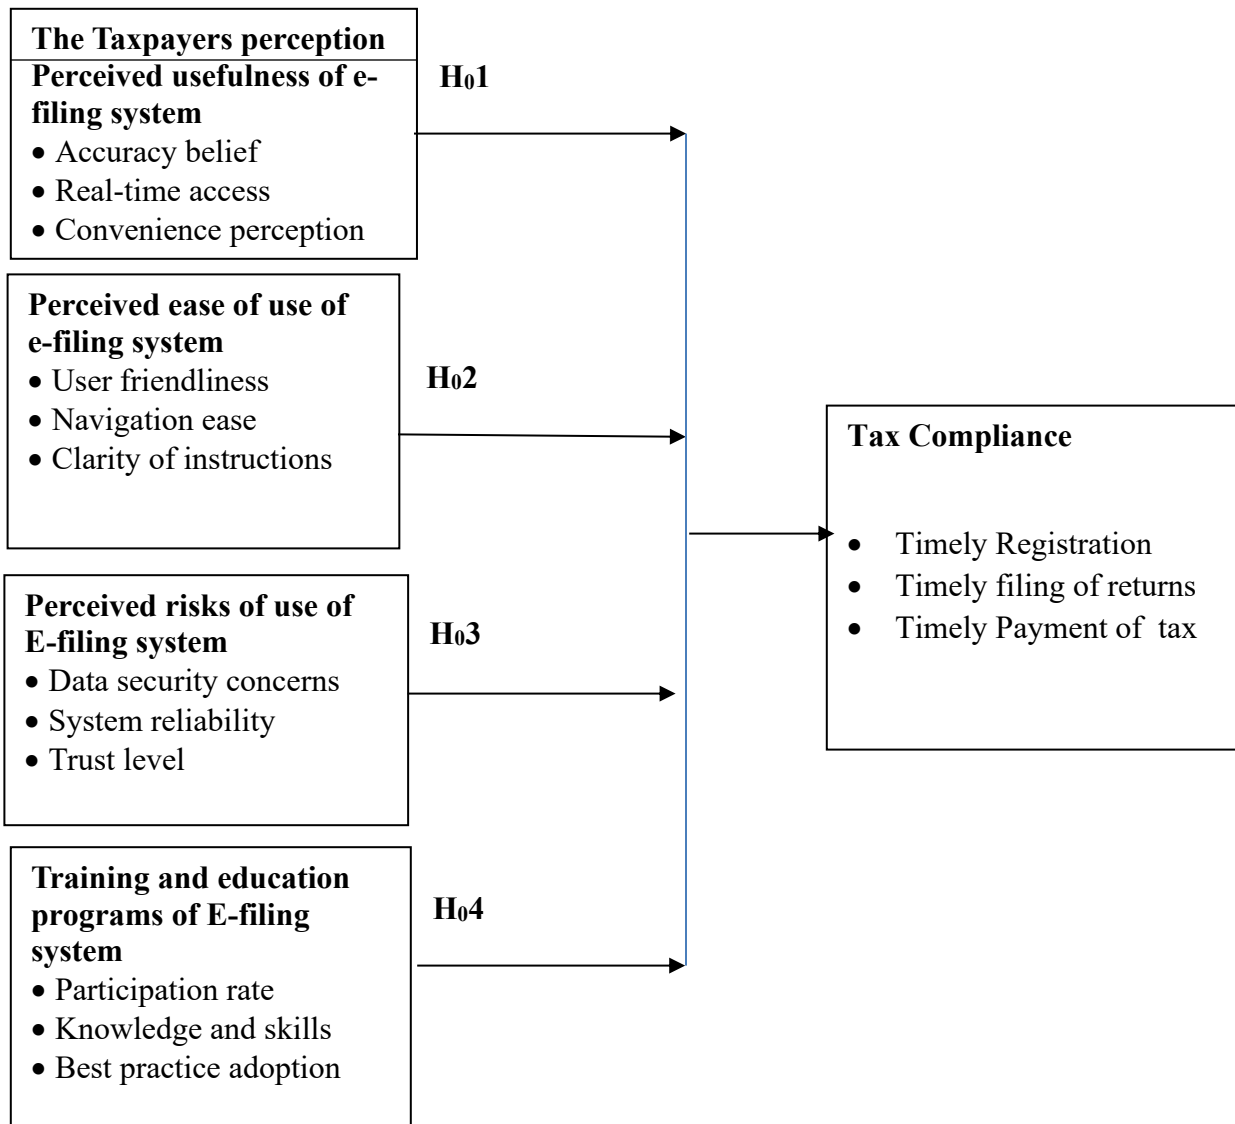 The Taxpayers perception
Perceived usefulness of e-
filing system
• Accuracy belief
• Real-time access
• Convenience perception
H₀1
Perceived ease of use of
e-filing system
• User friendliness
• Navigation ease
• Clarity of instructions
H₀2
Perceived risks of use of
E-filing system
• Data security concerns
• System reliability
• Trust level
H₀3
Training and education
programs of E-filing
system
• Participation rate
• Knowledge and skills
• Best practice adoption
H₀4
Tax Compliance
• Timely Registration
• Timely filing of returns
• Timely Payment of tax